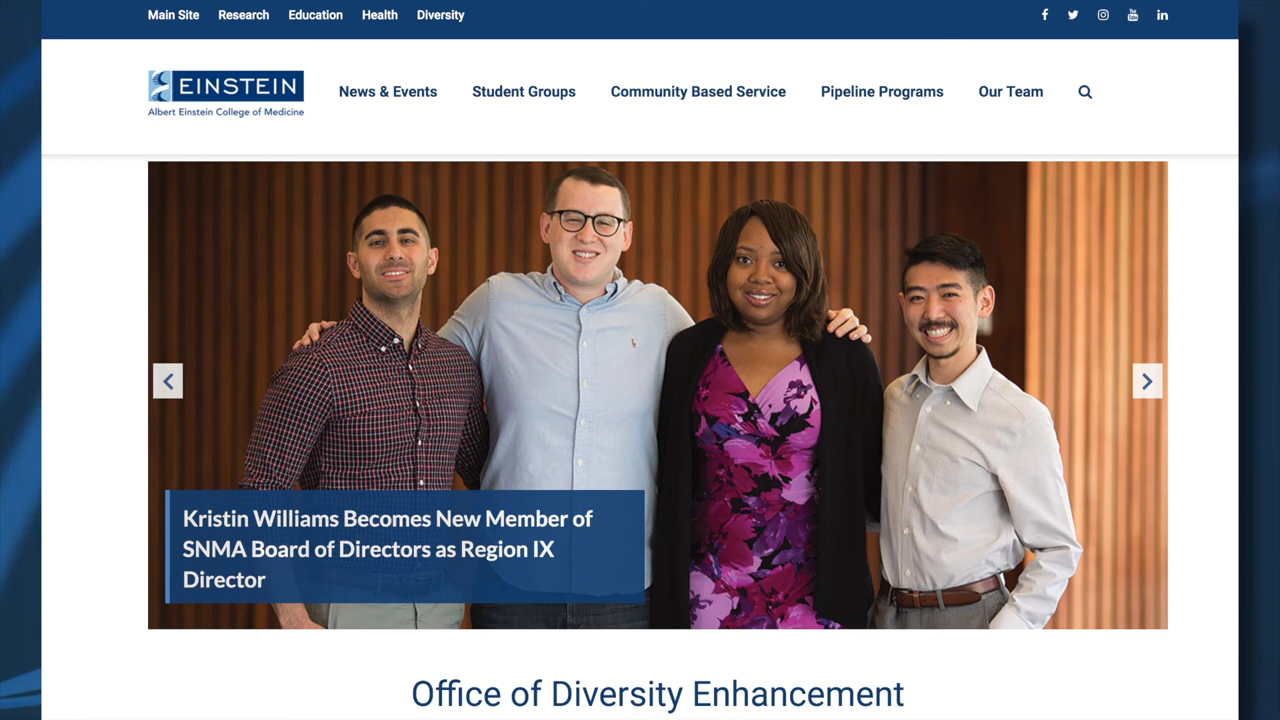 Main Site Research Education Health Diversity
EINSTEIN
Albert Einstein College of Medicine
News & Events Student Groups Community Based Service Pipeline Programs Our Team
Kristin Williams Becomes New Member of
SNMA Board of Directors as Region IX
Director
Office of Diversity Enhancement